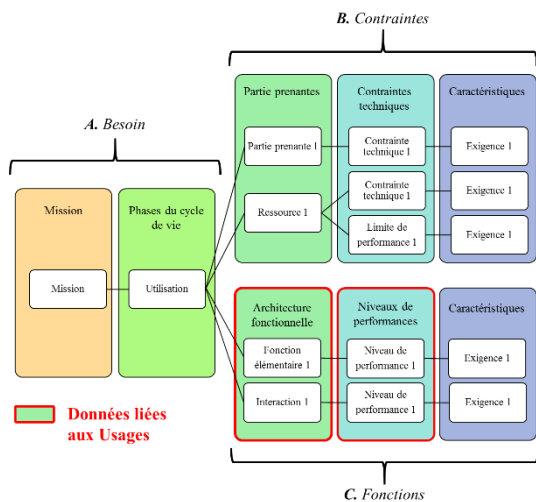 B. Contraintes
Partie prenantes
Contraintes
techniques
Caractéristiques
A. Besoin
Partie prenante 1
Contrainte
technique 1
Exigence 1
Ressource 1
Contrainte
technique 1
Exigence 1
Limite de
performance 1
Exigence 1
Mission
Phases du cycle
de vie
Mission
Utilisation
Architecture
fonctionnelle
Niveaux de
performances
Caractéristiques
Fonction
élémentaire 1
Niveau de
performance 1
Exigence 1
Interaction 1
Niveau de
performance 1
Exigence 1
Données liées
aux Usages
C. Fonctions